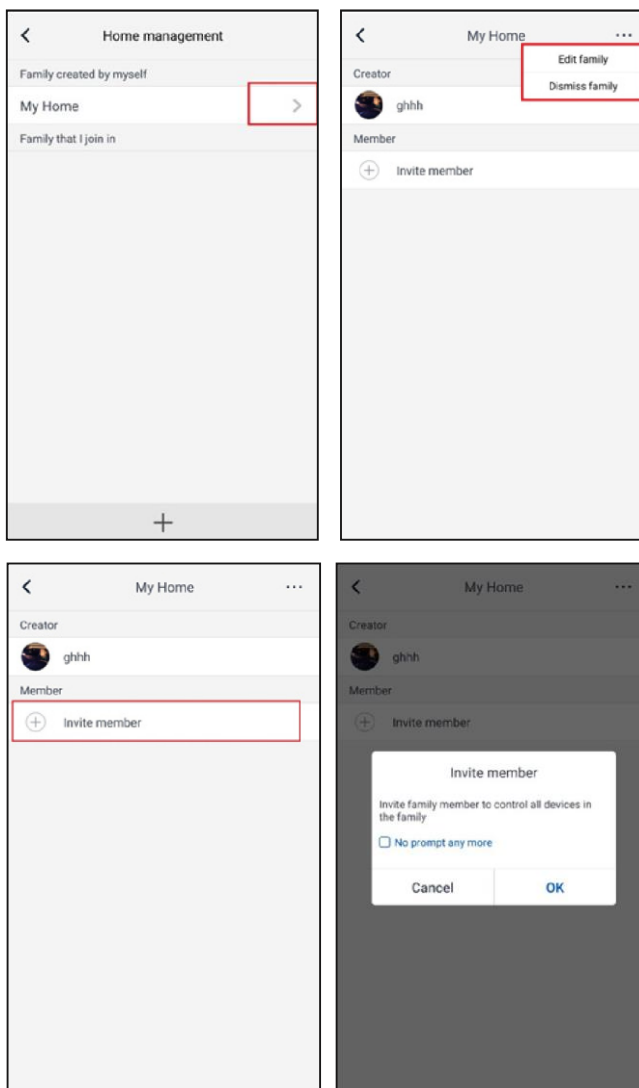 Home management
Family created by myself
My Home
Family that I join in
My Home
Edit family
Dismiss family
Creator
ghhh
Member
Invite member
My Home
Creator
ghhh
Member
Invite member
My Home
Creator
ghhh
Member
Invite member
Invite member
Invite family member to control all devices in
the family
No prompt any more
Cancel OK